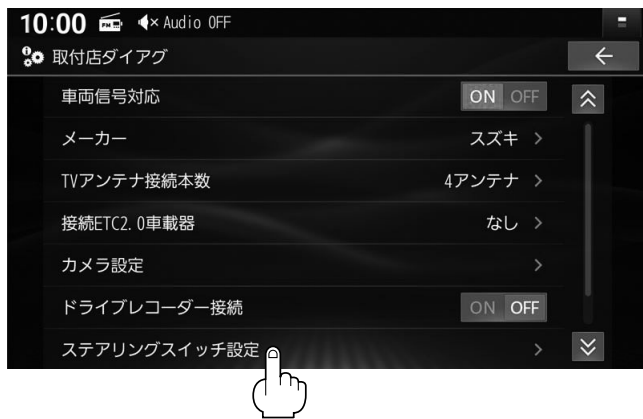 10:00 FM × Audio OFF
取付店ダイアグ
車両信号対応 ON OFF
メーカー スズキ
TVアンテナ接続本数 4アンテナ
接続ETC2.0車載器 なし
カメラ設定
ドライブレコーダー接続 ON OFF
ステアリングスイッチ設定